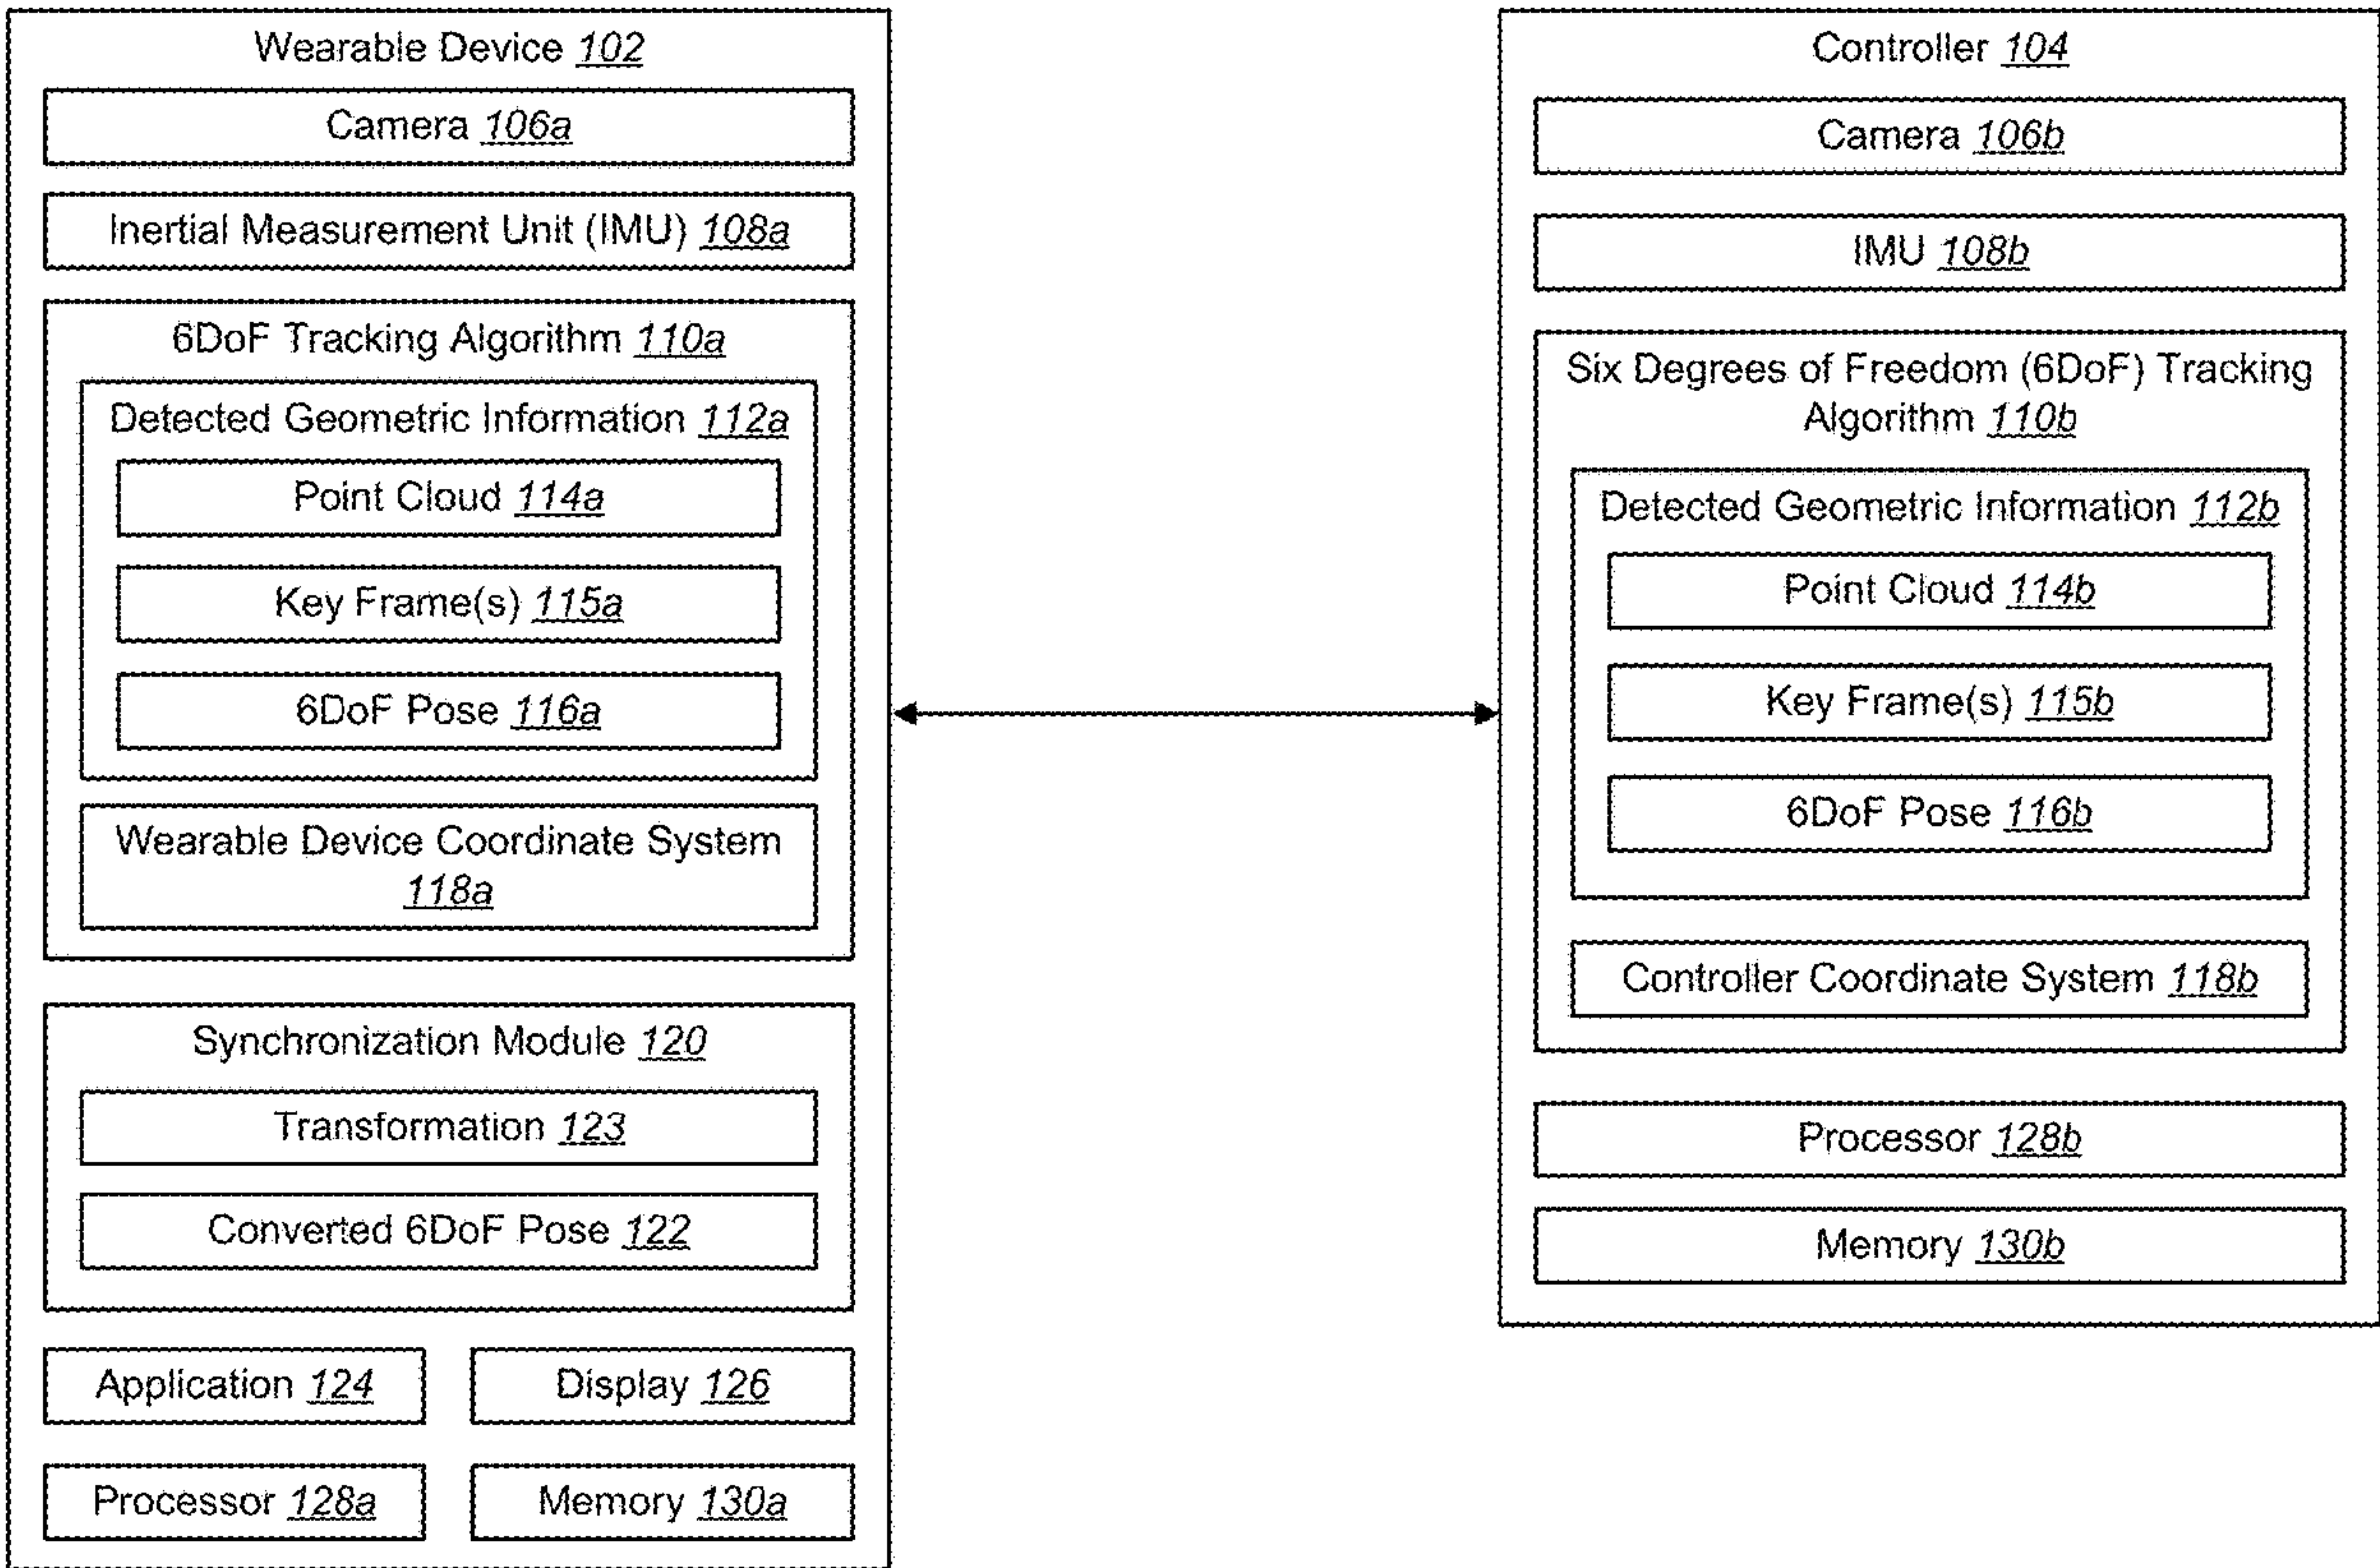 Wearable Device 102
Camera 106a
Inertial Measurement Unit (IMU) 108a
6DoF Tracking Algorithm 110a
Detected Geometric Information 112a
Point Cloud 114a
Key Frame(s) 115a
6DoF Pose 116a
Wearable Device Coordinate System
118a
Synchronization Module 120
Transformation 123
Converted 6DoF Pose 122
Application 124
Display 126
Processor 128a
Memory 130a
Controller 104
Camera 106b
IMU 108b
Six Degrees of Freedom (6DoF) Tracking
Algorithm 110b
Detected Geometric Information 112b
Point Cloud 114b
Key Frame(s) 115b
6DoF Pose 116b
Controller Coordinate System 118b
Processor 128b
Memory 130b